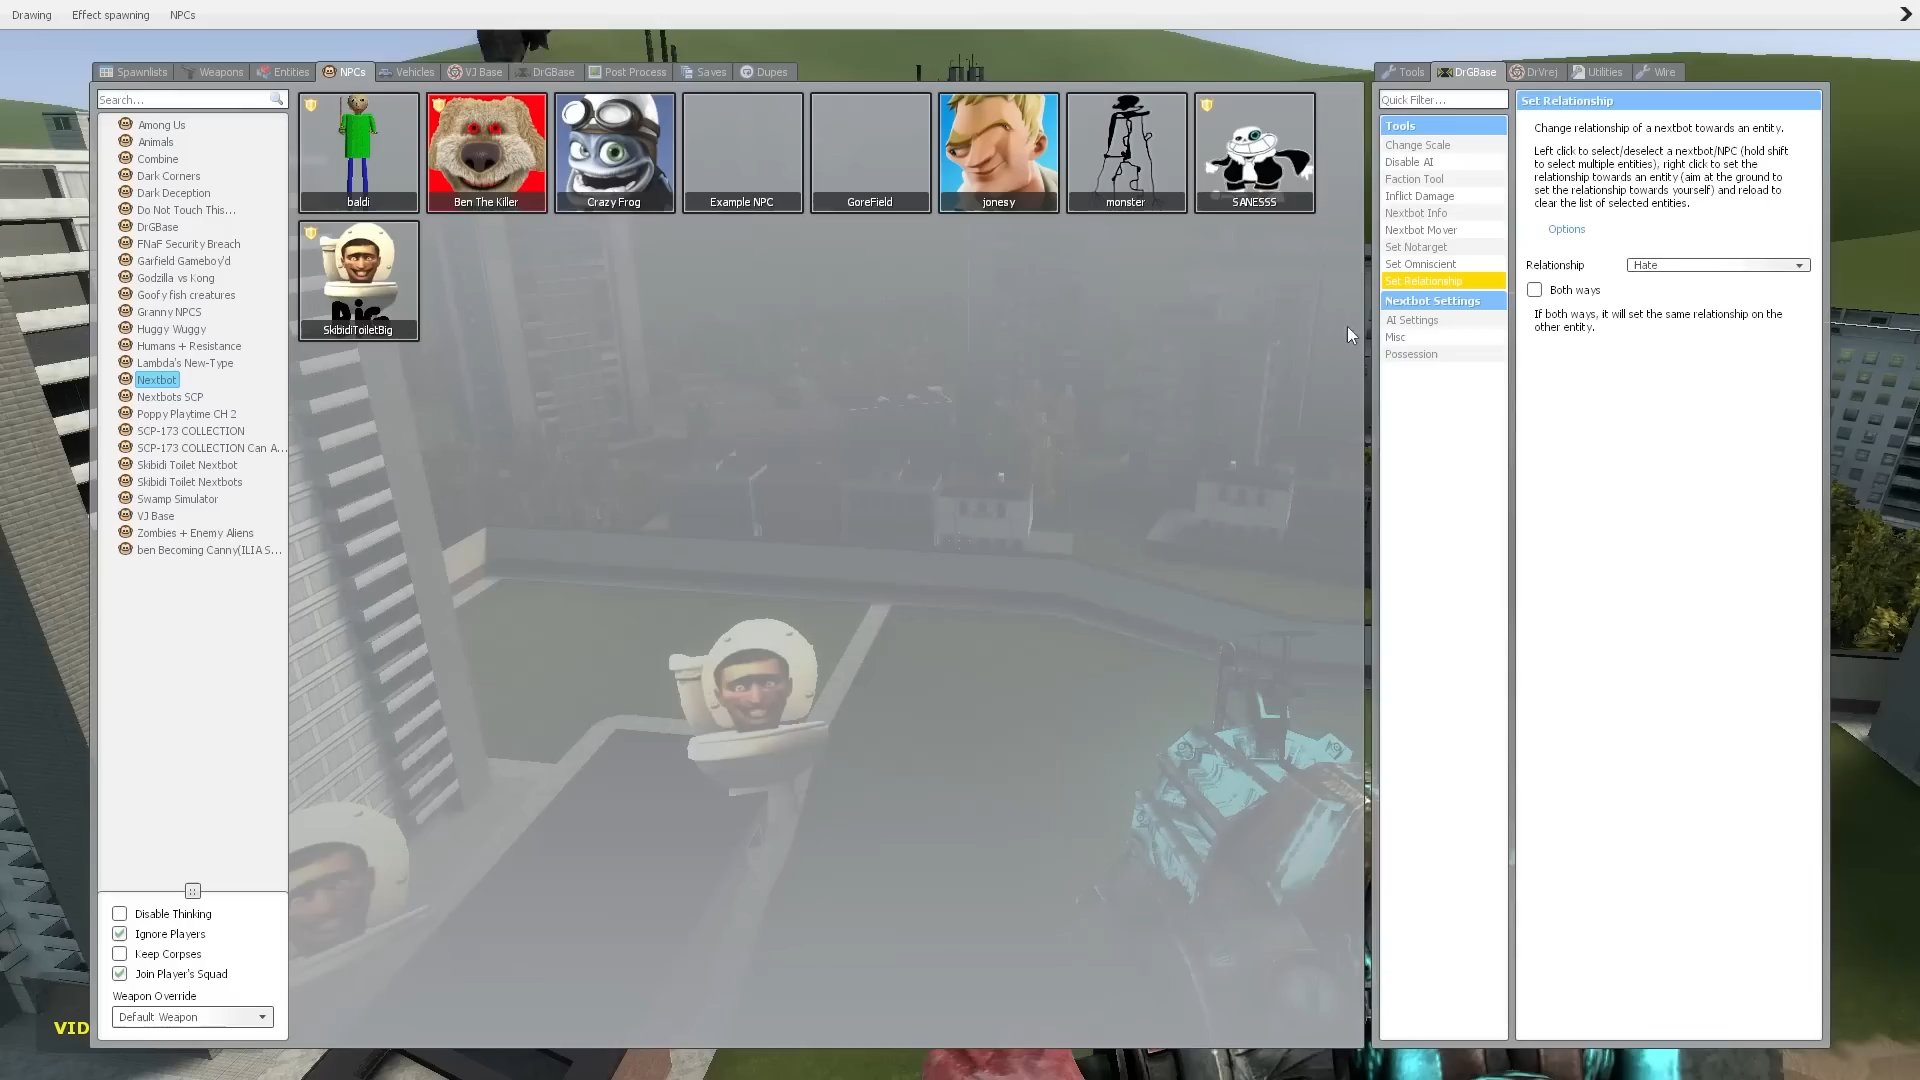 Drawing Effect spawning NPCs
Spawnlists Weapons Entities NPCs Vehicles VJ Base DrGBase Post Process Saves Dupes
Search...
Among Us
Animals
Combine
Dark Corners
Dark Deception
Do Not Touch This...
DrGBase
FNaF Security Breach
Garfield Gameboy'd
Godzilla vs Kong
Goofy fish creatures
Granny NPCS
Huggy Wuggy
Humans + Resistance
Lambda's New-Type
Nextbot
Nextbots SCP
Poppy Playtime CH 2
SCP-173 COLLECTION
SCP-173 COLLECTION Can A...
Skibidi Toilet Nextbot
Skibidi Toilet Nextbots
Swamp Simulator
VJ Base
Zombies + Enemy Aliens
ben Becoming Canny(ILIA S...
Disable Thinking
Ignore Players
Keep Corpses
Join Player's Squad
Weapon Override
Default Weapon
VID
baldi
Ben The Killer
Crazy Frog
Example NPC
GoreField
jonesy
monster
SANESSS
SkibidiToiletBig
Tools DrGBase DrVrej Utilities Wire
Quick Filter...
Tools
Change Scale
Disable AI
Faction Tool
Inflict Damage
Nextbot Info
Nextbot Mover
Set Notarget
Set Omniscient
Set Relationship
Nextbot Settings
AI Settings
Misc
Possession
Set Relationship
Change relationship of a nextbot towards an entity.
Left click to select/deselect a nextbot/NPC (hold shift
to select multiple entities), right click to set the
relationship towards an entity (aim at the ground to
set the relationship towards yourself) and reload to
clear the list of selected entities.
Options
Relationship Hate
Both ways
If both ways, it will set the same relationship on the
other entity.